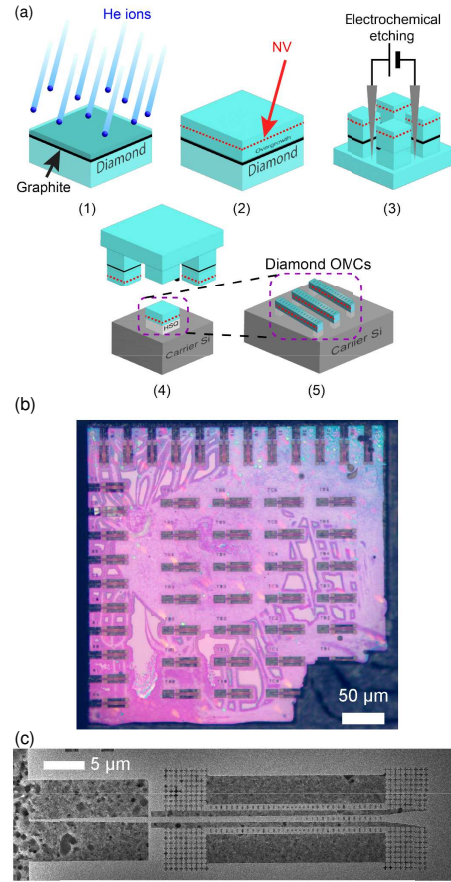 (a)
He ions
Graphite
Diamond
(1)
NV
Overgrowth
Diamond
(2)
Electrochemical
etching
(3)
HSQ
Carrier Si
(4)
Diamond OMCs
Carrier Si
(5)
(b)
50 µm
(c)
5 µm